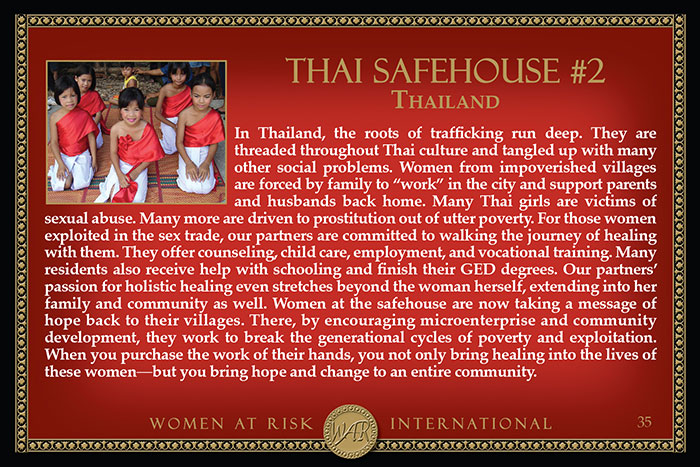 THAI SAFEHOUSE #2
THAILAND
In Thailand, the roots of trafficking run deep. They are
threaded throughout Thai culture and tangled up with many
other social problems. Women from impoverished villages
are forced by family to “work” in the city and support parents
and husbands back home. Many Thai girls are victims of
sexual abuse. Many more are driven to prostitution out of utter poverty. For those women
exploited in the sex trade, our partners are committed to walking the journey of healing
with them. They offer counseling, child care, employment, and vocational training. Many
residents also receive help with schooling and finish their GED degrees. Our partners’
passion for holistic healing even stretches beyond the woman herself, extending into her
family and community as well. Women at the safehouse are now taking a message of
hope back to their villages. There, by encouraging microenterprise and community
development, they work to break the generational cycles of poverty and exploitation.
When you purchase the work of their hands, you not only bring healing into the lives of
these women—but you bring hope and change to an entire community.
WOMEN AT RISK WAR INTERNATIONAL 35